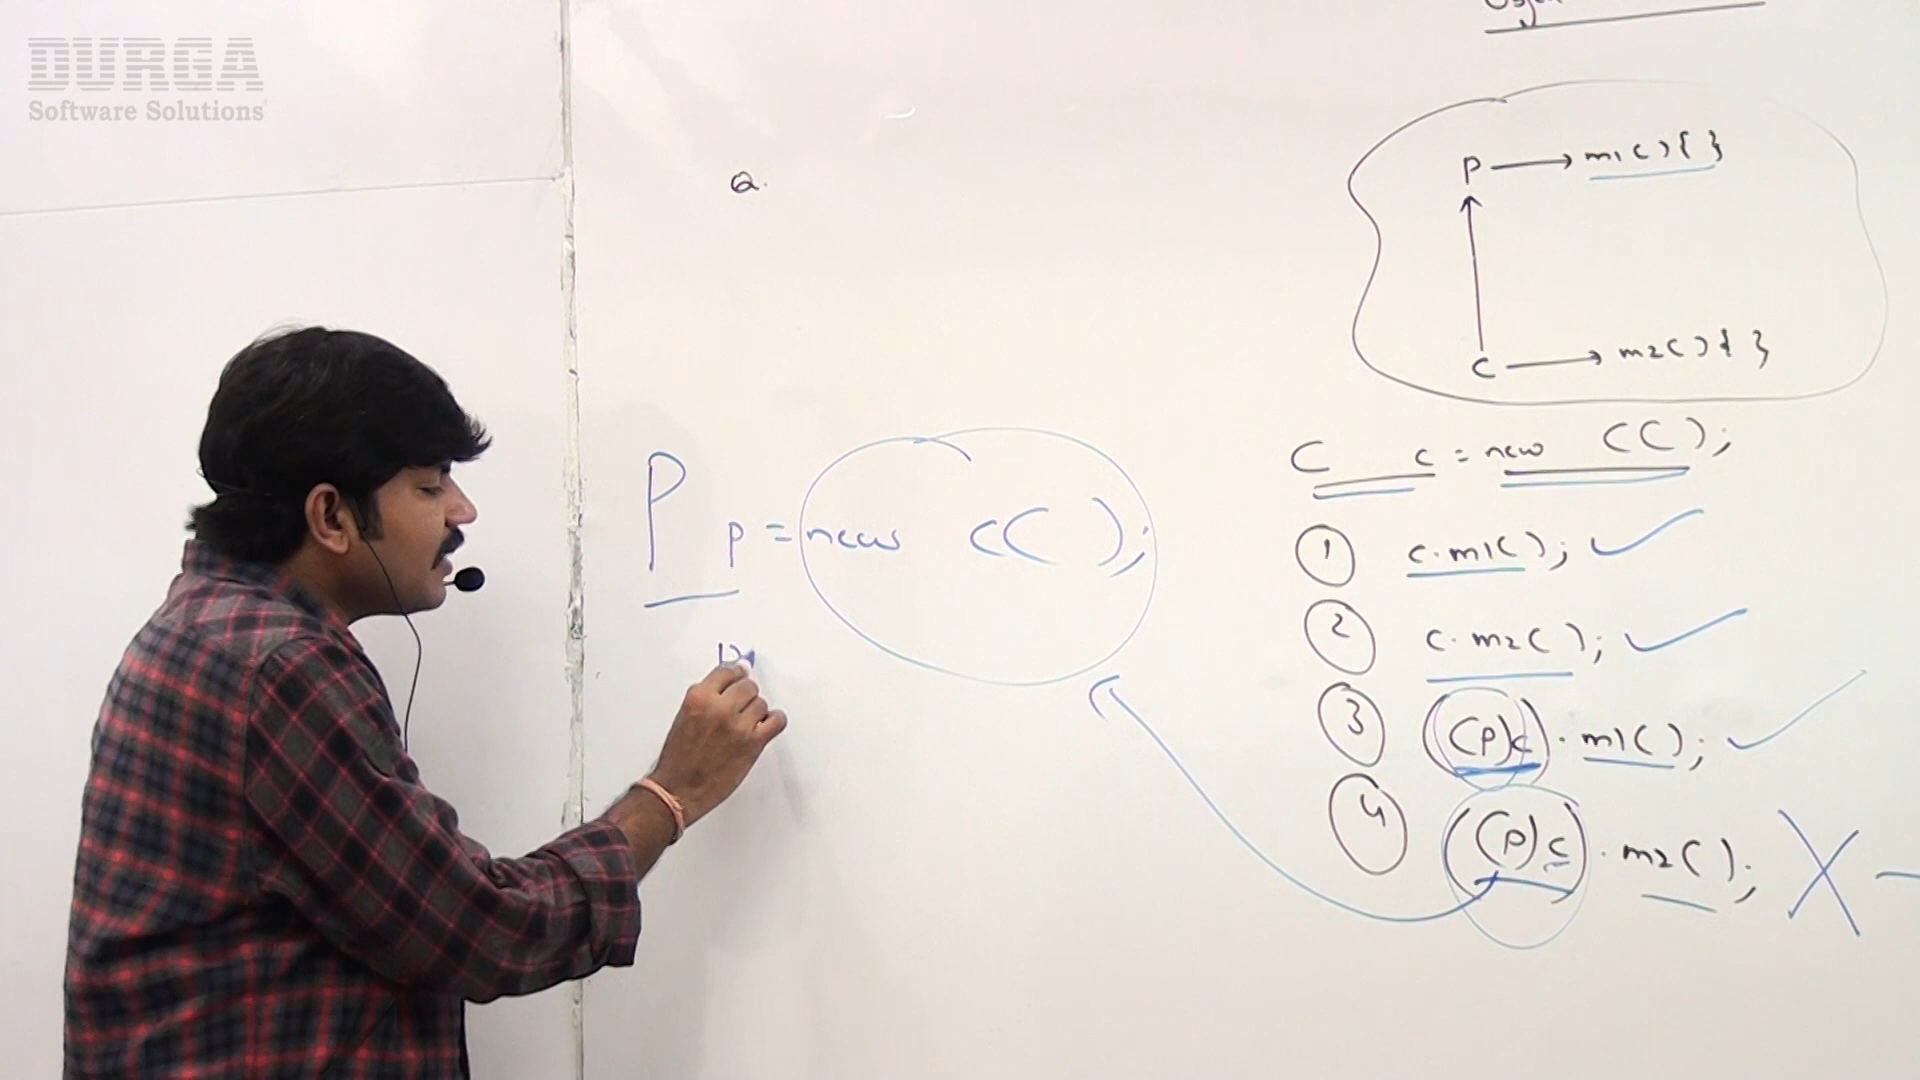 DURGA
Software Solutions
Q.
P p = new C( );
P → m1( ) { }
C → m2( ) { }
C c = new C( );
1 c.m1( ); ✓
2 c.m2( ); ✓
3 ((P)c).m1( ); ✓
4 ((P)c).m2( ); X